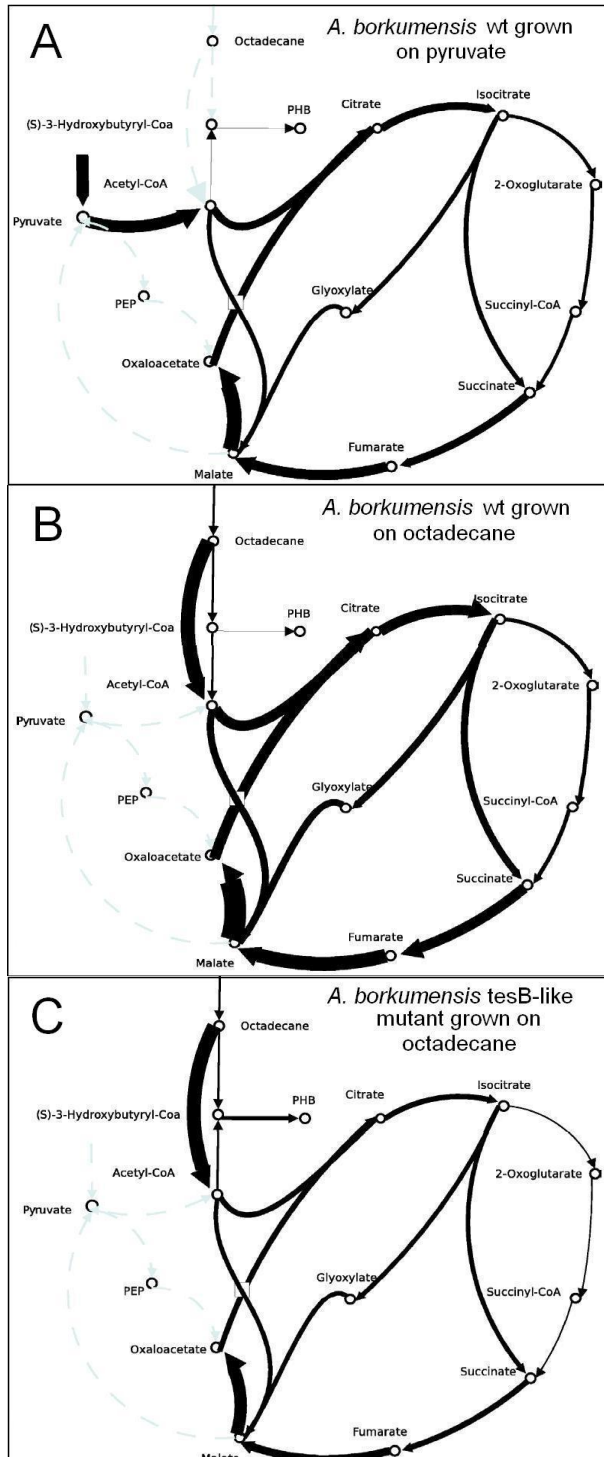 A
A. borkumensis wt grown
on pyruvate
Octadecane
Isocitrate
PHB
Citrate
(S)-3-Hydroxybutyryl-Coa
Acetyl-CoA
2-Oxoglutarate
Pyruvate
Glyoxylate
PEP
Succinyl-CoA
Oxaloacetate
Succinate
Fumarate
Malate
B
A. borkumensis wt grown
on octadecane
Octadecane
Isocitrate
PHB
Citrate
(S)-3-Hydroxybutyryl-Coa
Acetyl-CoA
2-Oxoglutarate
Pyruvate
Glyoxylate
PEP
Succinyl-CoA
Oxaloacetate
Succinate
Fumarate
Malate
C
A. borkumensis tesB-like
mutant grown on
octadecane
Octadecane
Isocitrate
PHB
Citrate
(S)-3-Hydroxybutyryl-Coa
Acetyl-CoA
2-Oxoglutarate
Pyruvate
Glyoxylate
PEP
Succinyl-CoA
Oxaloacetate
Succinate
Fumarate
Malate